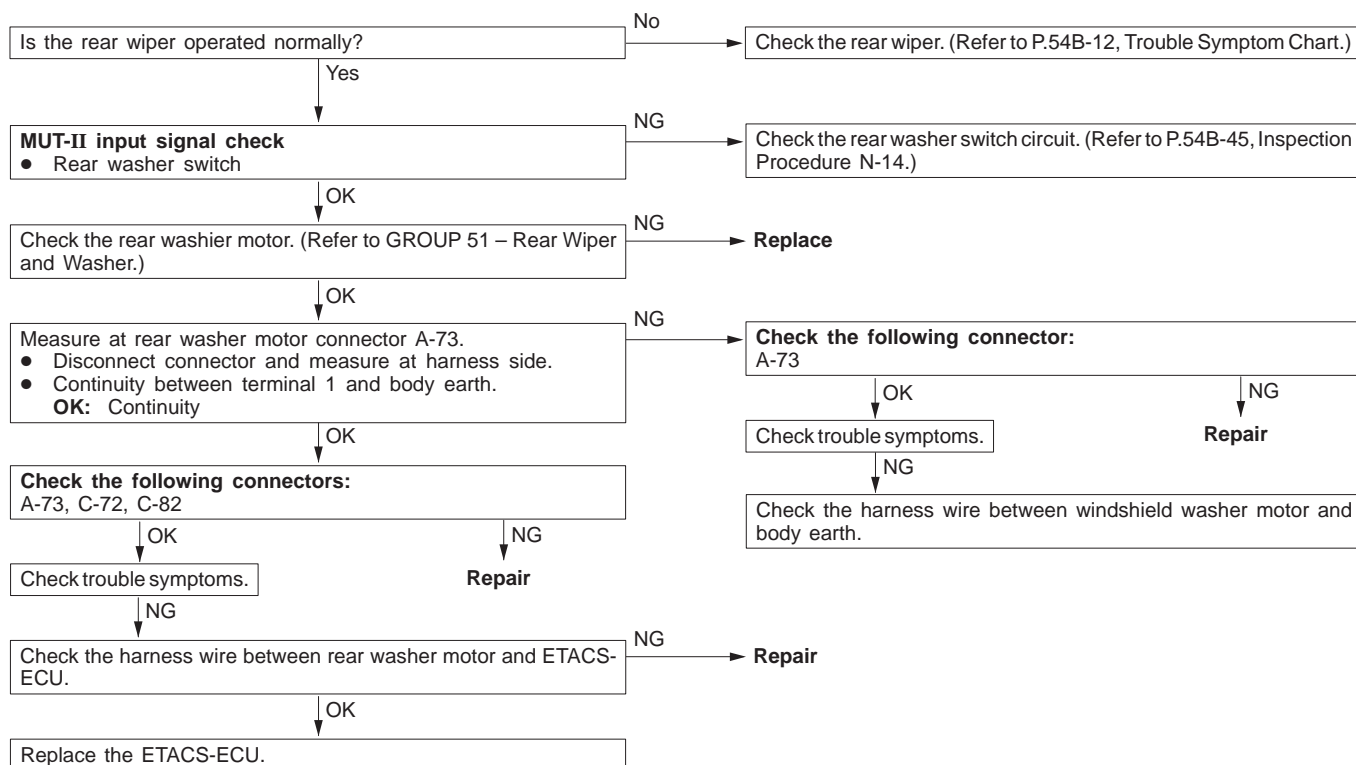 No
Is the rear wiper operated normally?
Check the rear wiper. (Refer to P.54B-12, Trouble Symptom Chart.)
Yes
MUT-II input signal check
● Rear washer switch
NG
Check the rear washer switch circuit. (Refer to P.54B-45, Inspection
Procedure N-14.)
OK
Check the rear washier motor. (Refer to GROUP 51 – Rear Wiper
and Washer.)
NG
Replace
OK
Measure at rear washer motor connector A-73.
● Disconnect connector and measure at harness side.
● Continuity between terminal 1 and body earth.
OK: Continuity
NG
Check the following connector:
A-73
OK
NG
Check trouble symptoms.
Repair
NG
Check the harness wire between windshield washer motor and
body earth.
OK
Check the following connectors:
A-73, C-72, C-82
OK
NG
Check trouble symptoms.
Repair
NG
Check the harness wire between rear washer motor and ETACS-
ECU.
NG
Repair
OK
Replace the ETACS-ECU.